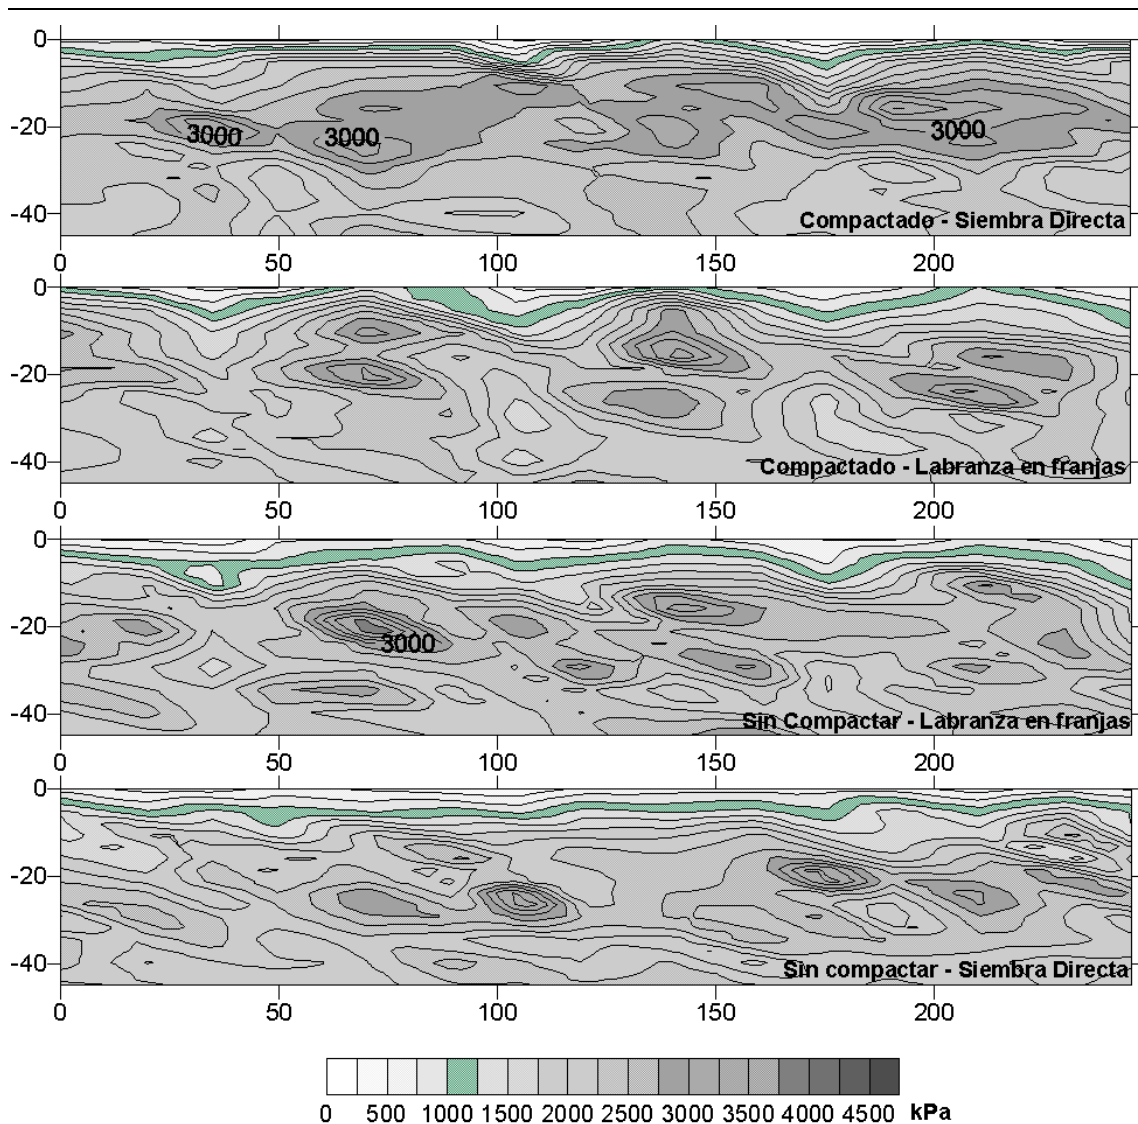 0
-20
-40
3000 3000 3000
Compactado - Siembra Directa
0 50 100 150 200
0
-20
-40
Compactado - Labranza en franjas
0 50 100 150 200
0
-20
-40
3000
Sin Compactar - Labranza en franjas
0 50 100 150 200
0
-20
-40
Sin compactar - Siembra Directa
0 50 100 150 200
0 500 1000 1500 2000 2500 3000 3500 4000 4500 kPa